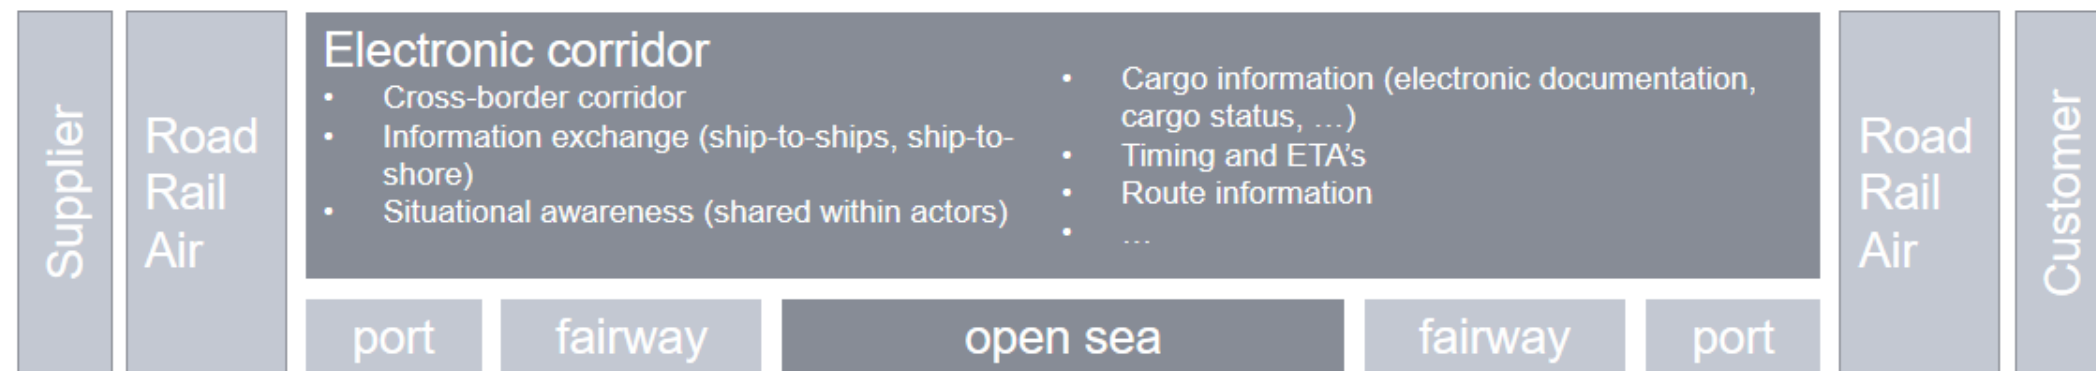 Supplier
Road
Rail
Air
Electronic corridor
• Cross-border corridor
• Information exchange (ship-to-ships, ship-to-
shore)
• Situational awareness (shared within actors)
• Cargo information (electronic documentation,
cargo status, …)
• Timing and ETA’s
• Route information
• …
port
fairway
open sea
fairway
port
Road
Rail
Air
Customer